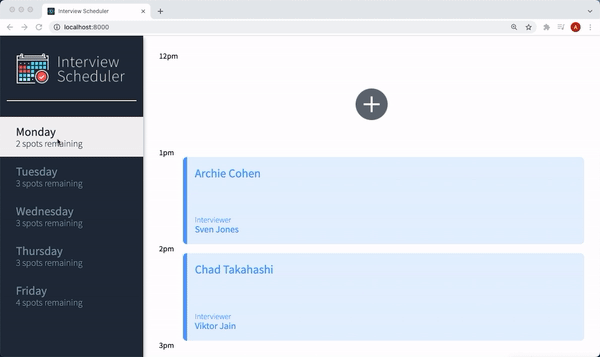 Interview Scheduler
localhost:8000
A
Interview
Scheduler
Monday
2 spots remaining
Tuesday
3 spots remaining
Wednesday
3 spots remaining
Thursday
3 spots remaining
Friday
4 spots remaining
12pm
1pm
Archie Cohen
Interviewer
Sven Jones
2pm
Chad Takahashi
Interviewer
Viktor Jain
3pm